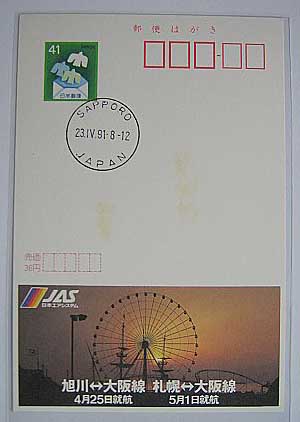 郵便はがき
41
日本郵便
SAPPORO
23.IV.91.8-12
JAPAN
売価
36円
JAS
日本エアシステム
旭川↔大阪線 札幌↔大阪線
4月25日就航 5月1日就航